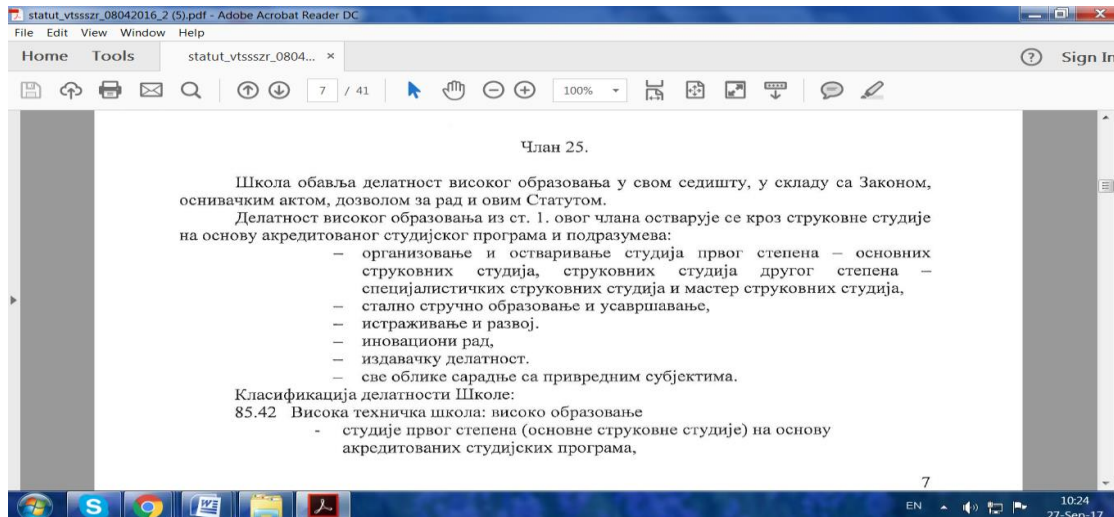 statut_vtssszr_08042016_2 (5).pdf - Adobe Acrobat Reader DC
File Edit View Window Help
Home Tools statut_vtssszr_0804... × ? Sign In
7 / 41 100%
Члан 25.
Школа обавља делатност високог образовања у свом седишту, у складу са Законом,
оснивачким актом, дозволом за рад и овим Статутом.
Делатност високог образовања из ст. 1. овог члана остварује се кроз струковне студије
на основу акредитованог студијског програма и подразумева:
– организовање и остваривање студија првог степена – основних
струковних студија, струковних студија другог степена –
специјалистичких струковних студија и мастер струковних студија,
– стално стручно образовање и усавршавање,
– истраживање и развој.
– иновациони рад,
– издавачку делатност.
– све облике сарадње са привредним субјектима.
Класификација делатности Школе:
85.42 Висока техничка школа: високо образовање
- студије првог степена (основне струковне студије) на основу
акредитованих студијских програма,
7
EN 10:24
27-Sep-17